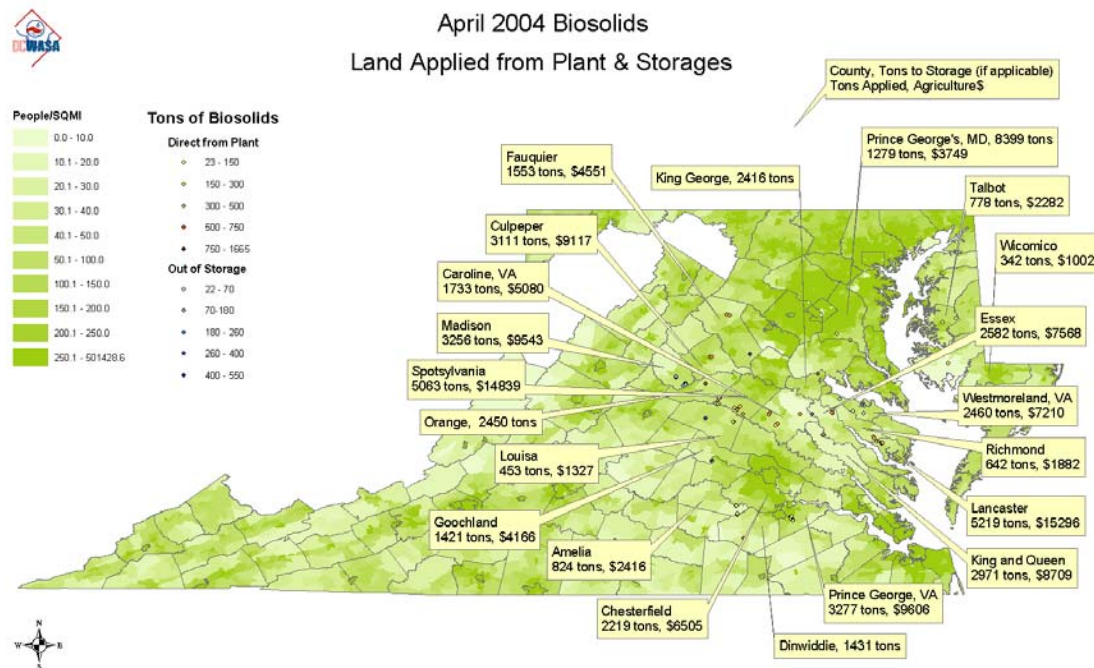 DCWASA
April 2004 Biosolids
Land Applied from Plant & Storages
County, Tons to Storage (if applicable)
Tons Applied, Agriculture$
People/SQMI
0.0 - 10.0
10.1 - 20.0
20.1 - 30.0
30.1 - 40.0
40.1 - 50.0
50.1 - 100.0
100.1 - 150.0
150.1 - 200.0
200.1 - 250.0
250.1 - 501428.6
Tons of Biosolids
Direct from Plant
23 - 150
150 - 300
300 - 500
500 - 750
750 - 1665
Out of Storage
22 - 70
70-180
180 - 260
260 - 400
400 - 550
Fauquier
1553 tons, $4551
King George, 2416 tons
Prince George's, MD, 8399 tons
1279 tons, $3749
Talbot
778 tons, $2282
Culpeper
3111 tons, $9117
Wicomico
342 tons, $1002
Caroline, VA
1733 tons, $5080
Essex
2582 tons, $7568
Madison
3256 tons, $9543
Spotsylvania
5063 tons, $14839
Westmoreland, VA
2460 tons, $7210
Orange, 2450 tons
Richmond
642 tons, $1882
Louisa
453 tons, $1327
Lancaster
5219 tons, $15296
Goochland
1421 tons, $4166
Amelia
824 tons, $2416
King and Queen
2971 tons, $8709
Chesterfield
2219 tons, $6505
Prince George, VA
3277 tons, $9606
Dinwiddie, 1431 tons
N
W
S